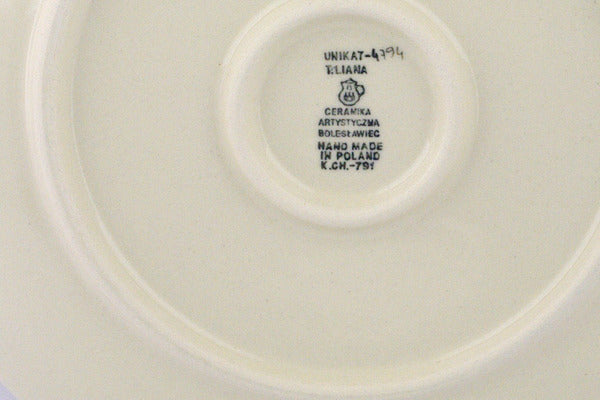 UNIKAT-4794
T.LIANA
CERAMIKA
ARTYSTYCZNA
BOLESŁAWIEC
HAND MADE
IN POLAND
K.CH.-791